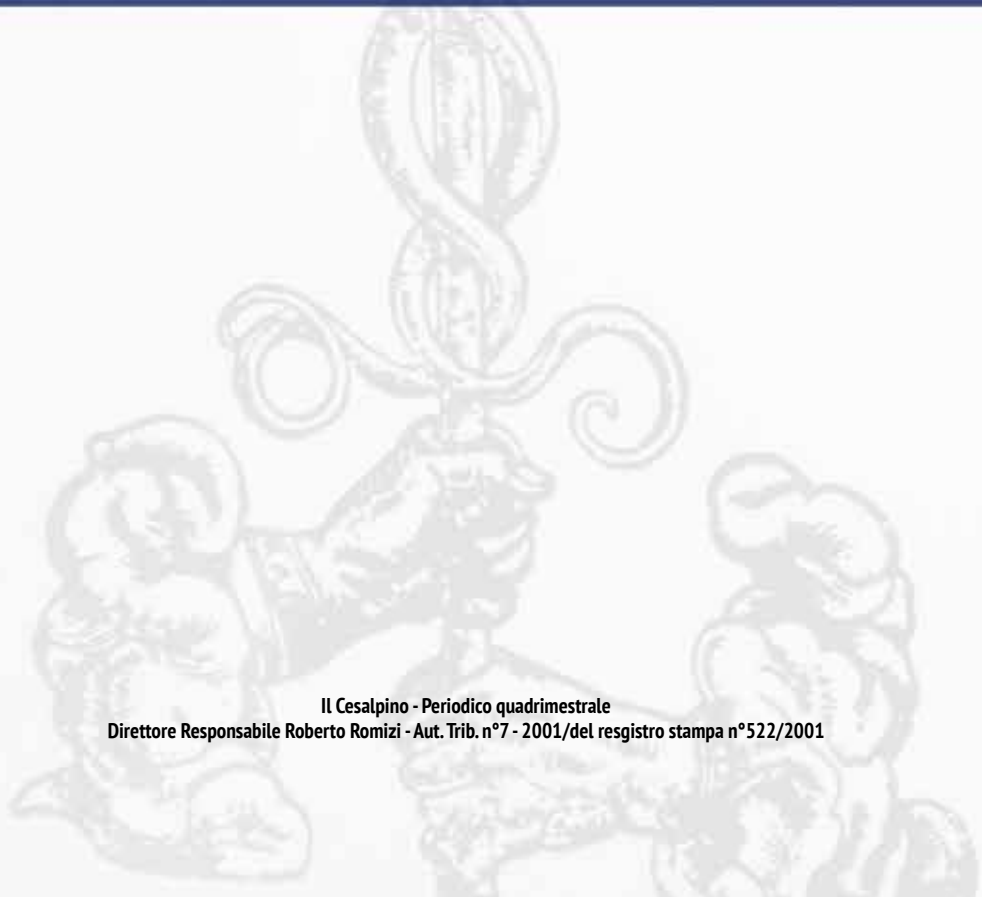 Il Cesalpino - Periodico quadrimestrale
Direttore Responsabile Roberto Romizi - Aut. Trib. n°7 - 2001/del resgistro stampa n°522/2001